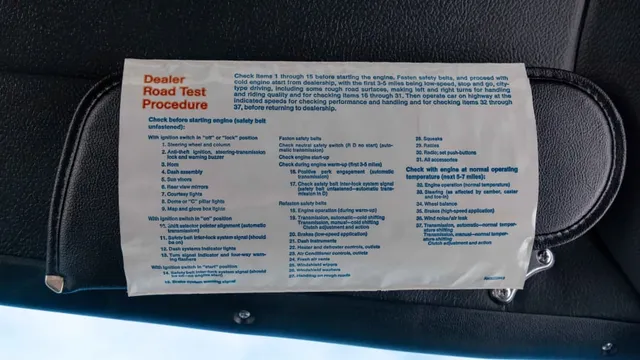 Dealer
Road Test
Procedure
Check items 1 through 15 before starting the engine. Fasten safety belts, and proceed with
cold engine start from dealership, with the first 3-5 miles being low-speed, stop and go, city-
type driving, including some rough road surfaces, making left and right turns for handling
and riding quality and for checking items 16 through 31. Then operate car on highway at the
indicated speeds for checking performance and handling and for checking items 32 through
37, before returning to dealership.
Check before starting engine (safety belt
unfastened):
With ignition switch in "off" or "lock" position
1. Steering wheel and column
2. Anti-theft ignition, steering-transmission
lock and warning buzzer
3. Horn
4. Dash assembly
5. Sun visors
6. Rear view mirrors
7. Courtesy lights
8. Dome or "C" pillar lights
9. Map and glove box lights
With ignition switch in "on" position
10. Shift selector pointer alignment (automatic
transmission)
11. Safety belt inter-lock system signal (should
be on)
12. Dash systems indicator lights
13. Turn signal indicator and four-way warn-
ing flashers
With ignition switch in "start" position
14. Safety belt inter-lock system signal (should
15. Brake system warning signal
Fasten safety belts
Check neutral safety switch (P, D to start) (auto-
matic transmission)
Check engine start-up
Check during engine warm-up (first 3-5 miles)
16. Positive park engagement (automatic
transmission)
17. Check safety belt inter-lock system signal
(safety belt unfastened—automatic trans-
mission in D)
Refasten safety belts
18. Engine operation (during warm-up)
19. Transmission, automatic—cold shifting
Transmission, manual—cold shifting
Clutch adjustment and action
20. Brakes (low-speed application)
21. Dash instruments
22. Heater and defroster controls, outlets
23. Air Conditioner controls, outlets
24. Fresh air vents
25. Windshield wipers
26. Windshield washers
27. Handling on rough roads
28. Squeaks
29. Rattles
30. Radio; set push-buttons
31. All accessories
Check with engine at normal operating
temperature (next 5-7 miles):
32. Engine operation (normal temperature)
33. Steering (as affected by camber, caster
and toe-in)
34. Wheel balance
35. Brakes (high-speed application)
36. Wind noise/air leak
37. Transmission, automatic—normal temper-
ature shifting
Transmission, manual—normal temper-
ature shifting
Clutch adjustment and action